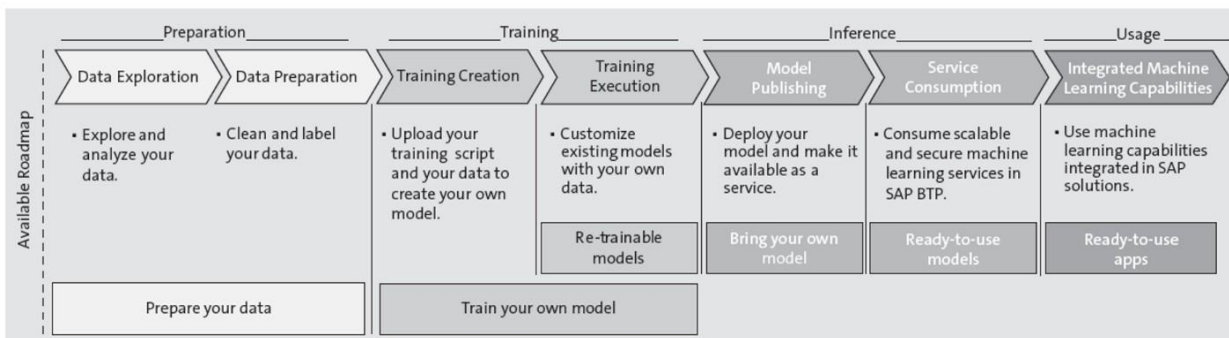 Preparation
Training
Inference
Usage
Available Roadmap
Data Exploration
Data Preparation
Training Creation
Training
Execution
Model
Publishing
Service
Consumption
Integrated Machine
Learning Capabilities
▪ Explore and
analyze your
data.
▪ Clean and label
your data.
▪ Upload your
training script
and your data to
create your own
model.
▪ Customize
existing models
with your own
data.
▪ Deploy your
model and make it
available as a
service.
▪ Consume scalable
and secure machine
learning services in
SAP BTP.
▪ Use machine
learning capabilities
integrated in SAP
solutions.
Re-trainable
models
Bring your own
model
Ready-to-use
models
Ready-to-use
apps
Prepare your data
Train your own model